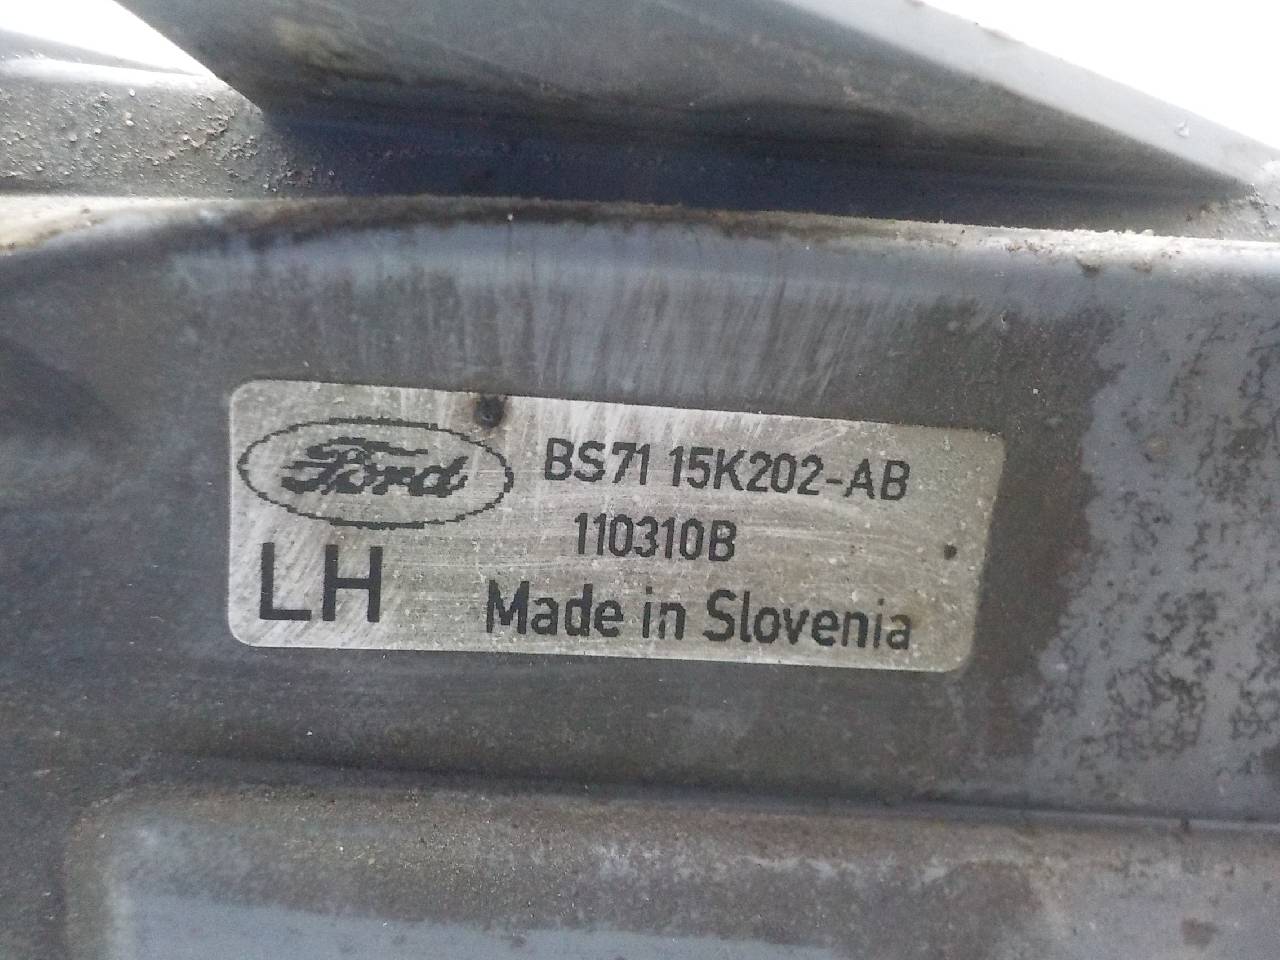 Ford
BS71 15K202-AB
110310B
LH
Made in Slovenia